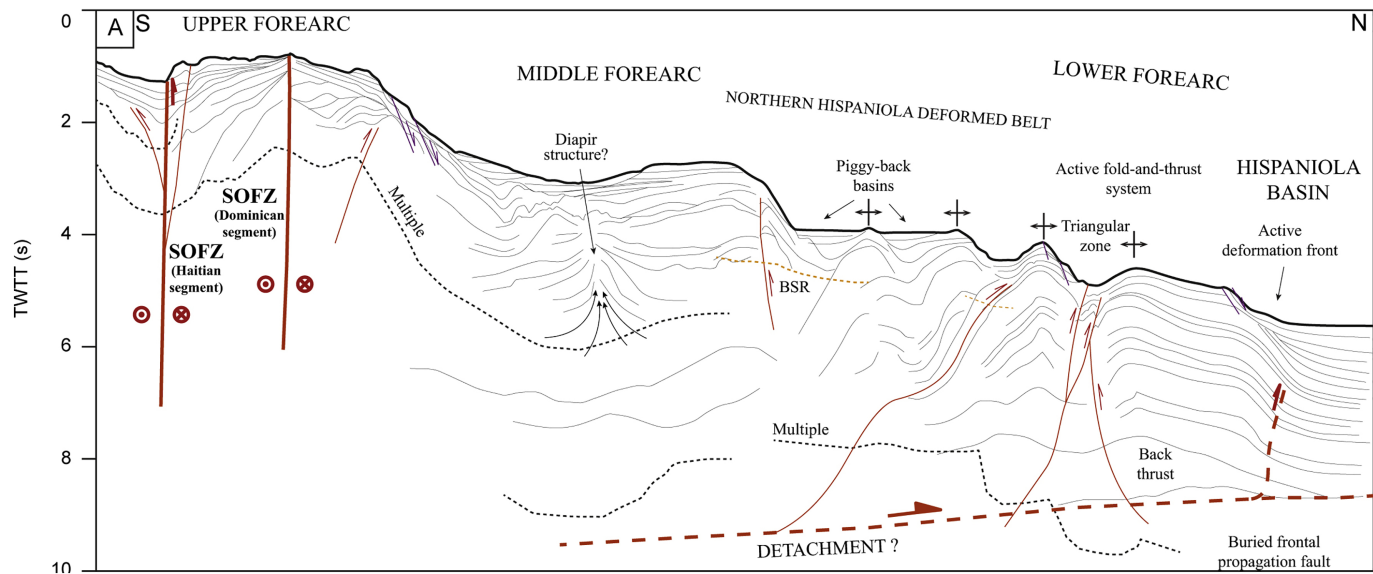 A
S
N
UPPER FOREARC
MIDDLE FOREARC
LOWER FOREARC
NORTHERN HISPANIOLA DEFORMED BELT
HISPANIOLA
BASIN
Diapir
structure?
Piggy-back
basins
Active fold-and-thrust
system
Triangular
zone
Active
deformation front
SOFZ
(Dominican
segment)
SOFZ
(Haitian
segment)
Multiple
BSR
Multiple
Back
thrust
DETACHMENT ?
Buried frontal
propagation fault
TWTT (s)
0
2
4
6
8
10